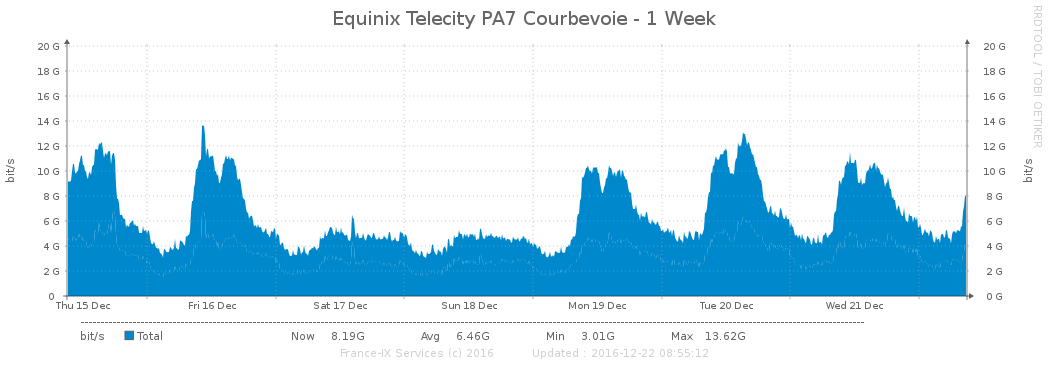 Equinix Telecity PA7 Courbevoie - 1 Week
RRDTOOL / TOBI OETIKER
bit/s
20 G 20 G
18 G 18 G
16 G 16 G
14 G 14 G
12 G 12 G
10 G 10 G
8 G 8 G
6 G 6 G
4 G 4 G
2 G 2 G
0 0 G
bit/s
Thu 15 Dec Fri 16 Dec Sat 17 Dec Sun 18 Dec Mon 19 Dec Tue 20 Dec Wed 21 Dec
bit/s Total Now 8.19G Avg 6.46G Min 3.01G Max 13.62G
France-IX Services (c) 2016 Updated : 2016-12-22 08:55:12